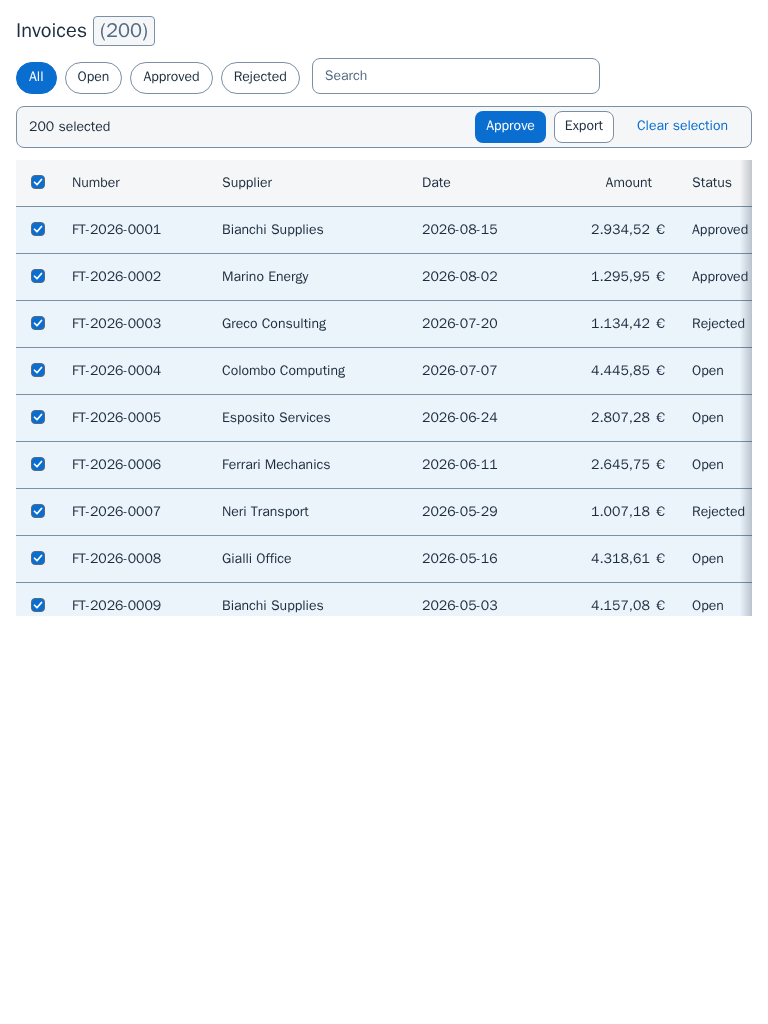 Invoices (200)
All Open Approved Rejected Search
200 selected Approve Export Clear selection
Number Supplier Date Amount Status
FT-2026-0001 Bianchi Supplies 2026-08-15 2.934,52 € Approved
FT-2026-0002 Marino Energy 2026-08-02 1.295,95 € Approved
FT-2026-0003 Greco Consulting 2026-07-20 1.134,42 € Rejected
FT-2026-0004 Colombo Computing 2026-07-07 4.445,85 € Open
FT-2026-0005 Esposito Services 2026-06-24 2.807,28 € Open
FT-2026-0006 Ferrari Mechanics 2026-06-11 2.645,75 € Open
FT-2026-0007 Neri Transport 2026-05-29 1.007,18 € Rejected
FT-2026-0008 Gialli Office 2026-05-16 4.318,61 € Open
FT-2026-0009 Bianchi Supplies 2026-05-03 4.157,08 € Open